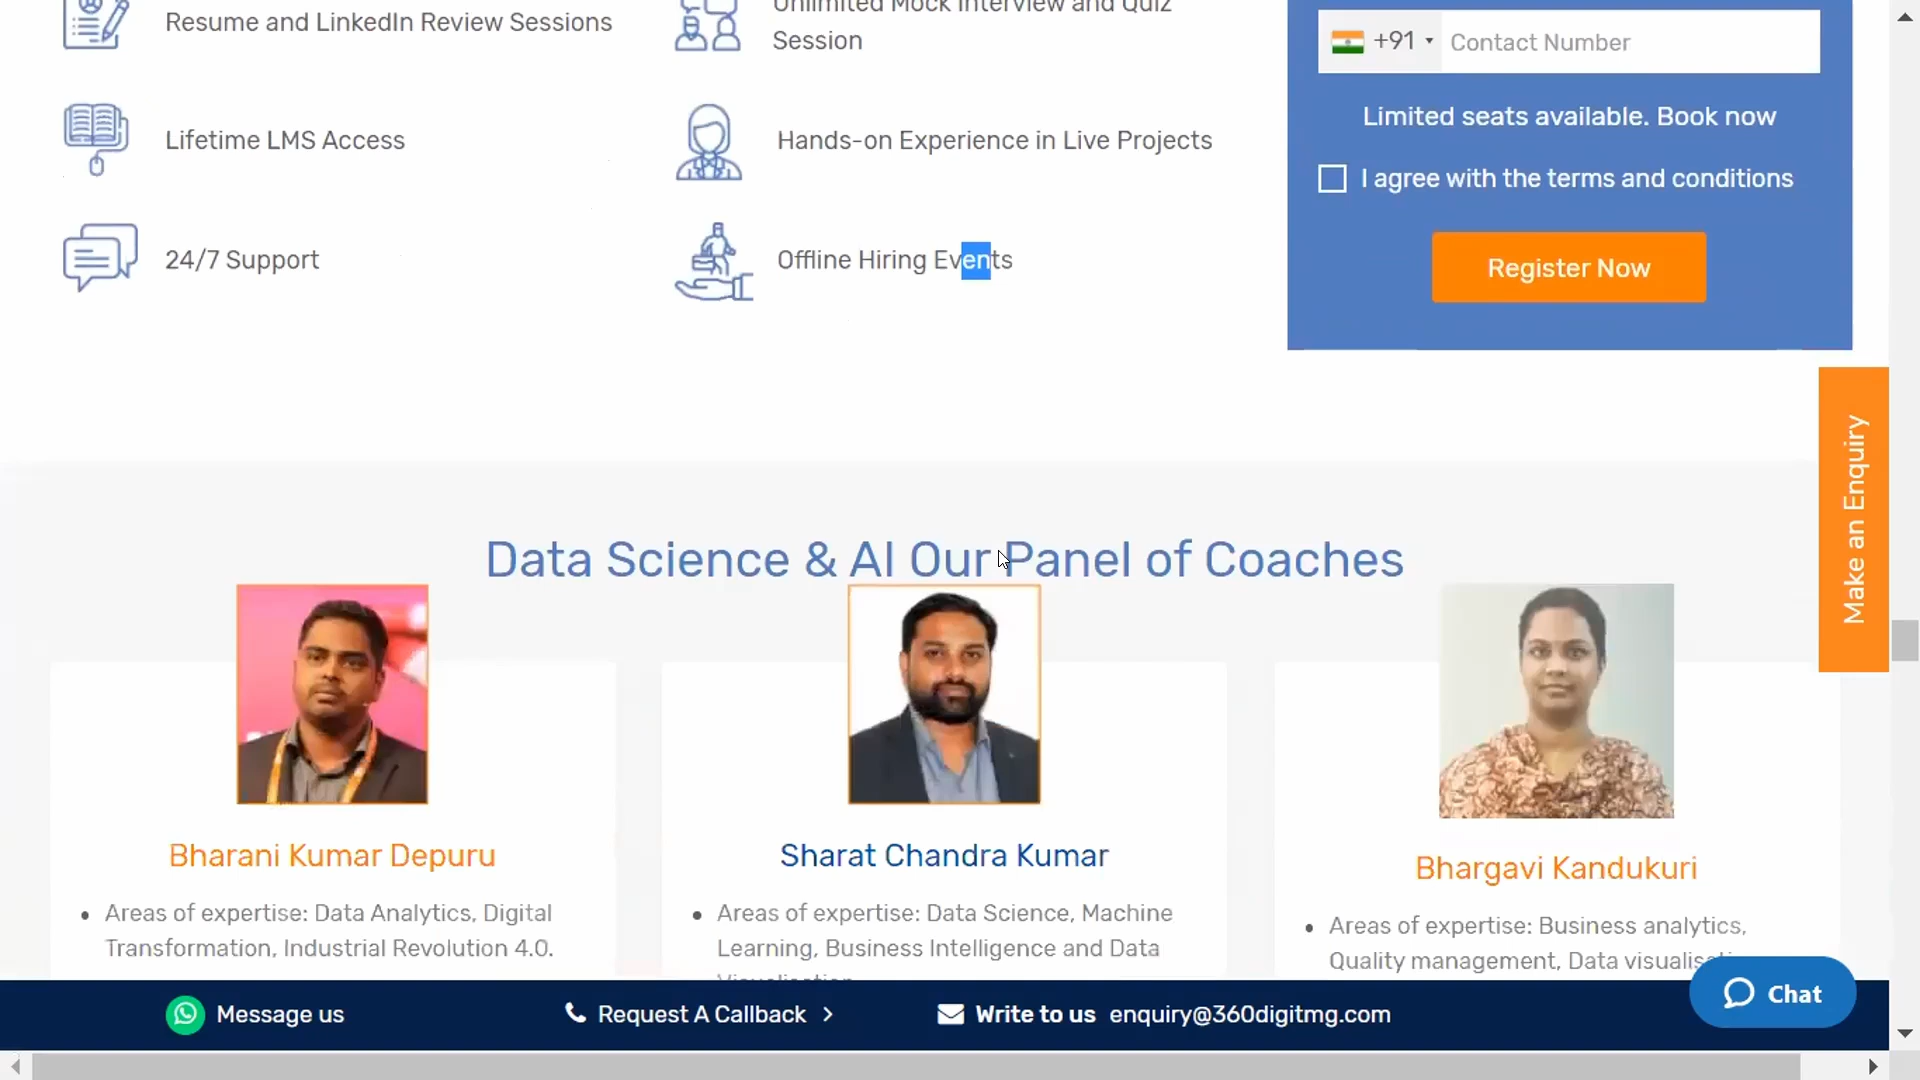 Resume and LinkedIn Review Sessions
Unlimited Mock Interview and Quiz
Session
Lifetime LMS Access
Hands-on Experience in Live Projects
24/7 Support
Offline Hiring Events
+91
Contact Number
Limited seats available. Book now
I agree with the terms and conditions
Register Now
Make an Enquiry
Data Science & AI Our Panel of Coaches
Bharani Kumar Depuru
Areas of expertise: Data Analytics, Digital
Transformation, Industrial Revolution 4.0.
Sharat Chandra Kumar
Areas of expertise: Data Science, Machine
Learning, Business Intelligence and Data
Bhargavi Kandukuri
Areas of expertise: Business analytics,
Quality management, Data
Message us
Request A Callback
Write to us enquiry@360digitmg.com
Chat